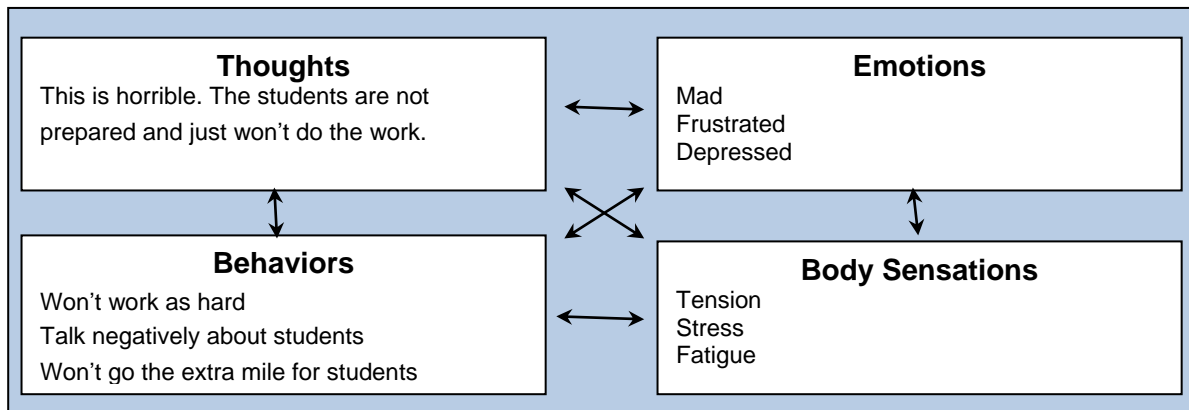 Thoughts
This is horrible. The students are not
prepared and just won’t do the work.
Emotions
Mad
Frustrated
Depressed
Behaviors
Won’t work as hard
Talk negatively about students
Won’t go the extra mile for students
Body Sensations
Tension
Stress
Fatigue